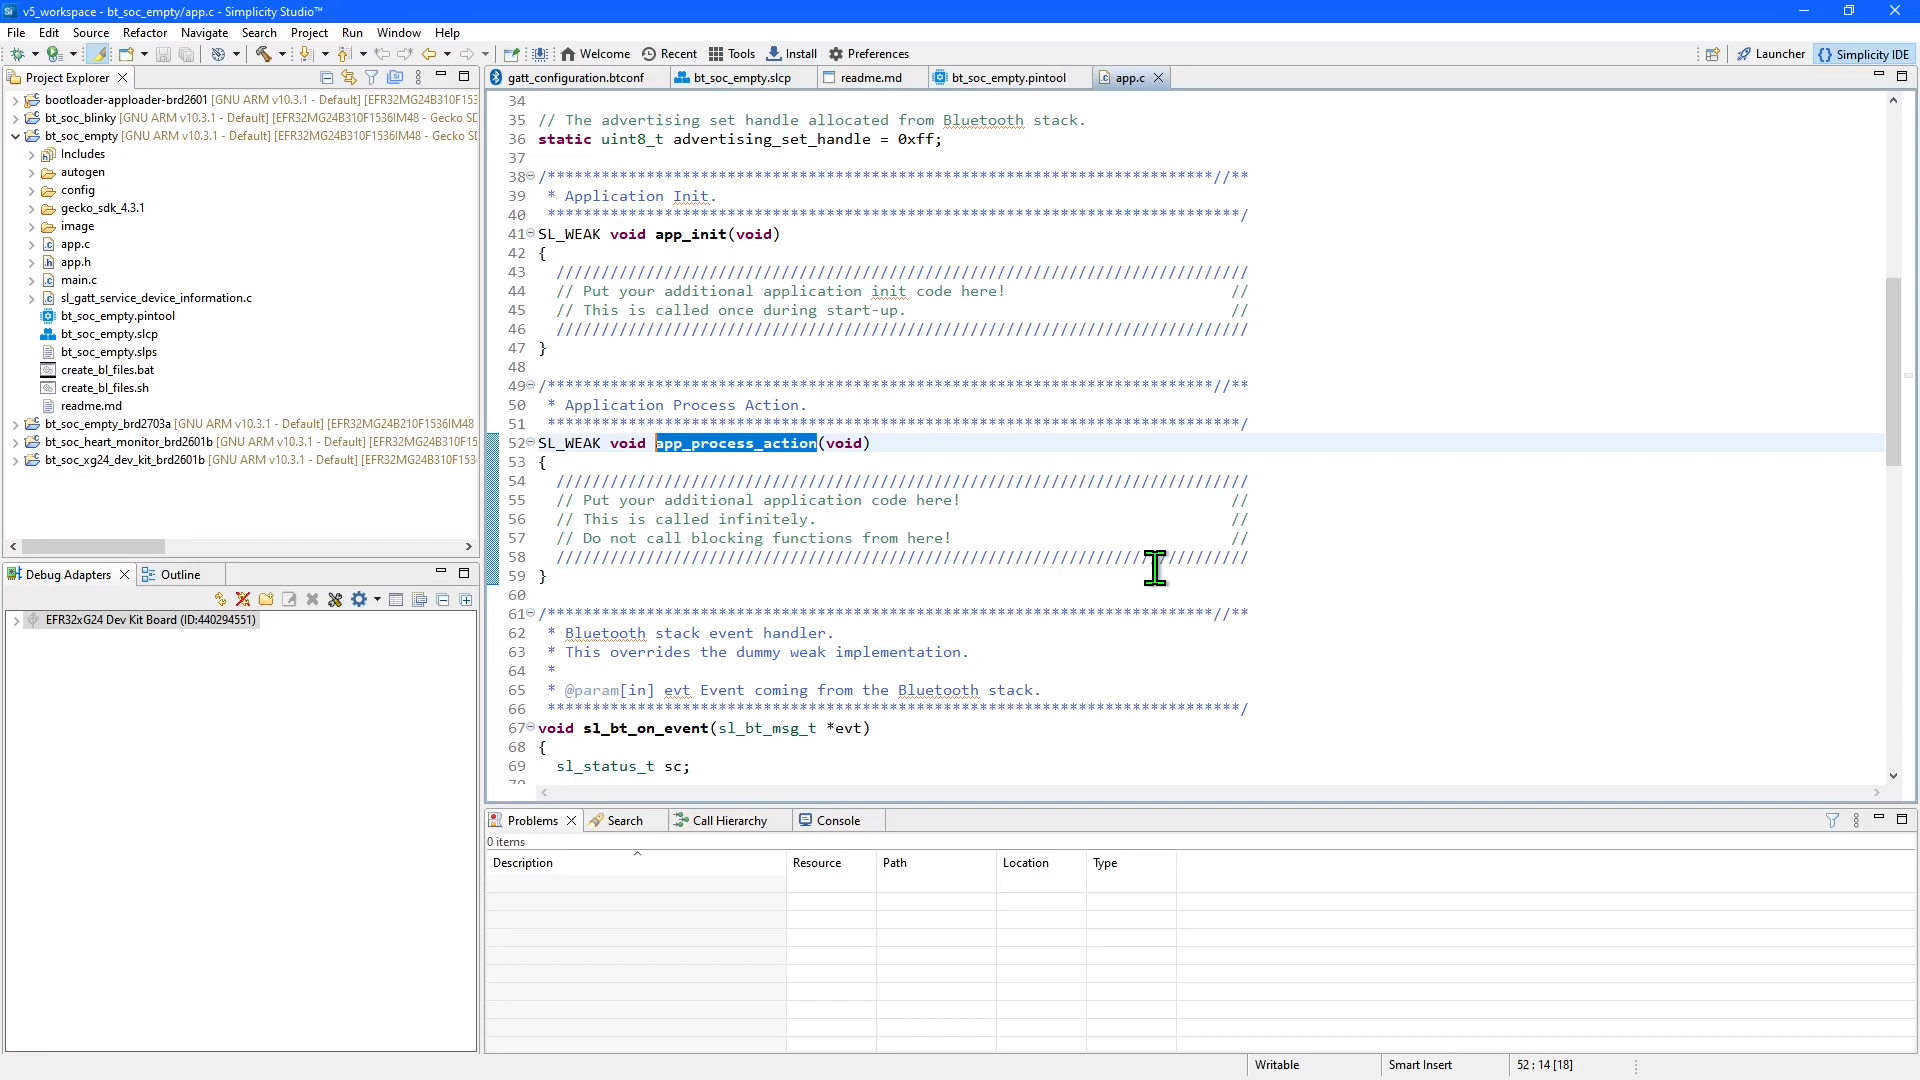 v5_workspace - bt_soc_empty/app.c - Simplicity Studio™
File Edit Source Refactor Navigate Search Project Run Window Help
Welcome Recent Tools Install Preferences Launcher {} Simplicity IDE
Project Explorer
bootloader-apploader-brd2601 [GNU ARM v10.3.1 - Default] [EFR32MG24B310F153
bt_soc_blinky [GNU ARM v10.3.1 - Default] [EFR32MG24B310F1536IM48 - Gecko SD
bt_soc_empty [GNU ARM v10.3.1 - Default] [EFR32MG24B310F1536IM48 - Gecko SD
Includes
autogen
config
gecko_sdk_4.3.1
image
app.c
app.h
main.c
sl_gatt_service_device_information.c
bt_soc_empty.pintool
bt_soc_empty.slcp
bt_soc_empty.slps
create_bl_files.bat
create_bl_files.sh
readme.md
bt_soc_empty_brd2703a [GNU ARM v10.3.1 - Default] [EFR32MG24B210F1536IM48
bt_soc_heart_monitor_brd2601b [GNU ARM v10.3.1 - Default] [EFR32MG24B310F15
bt_soc_xg24_dev_kit_brd2601b [GNU ARM v10.3.1 - Default] [EFR32MG24B310F1536
Debug Adapters Outline
EFR32xG24 Dev Kit Board (ID:440294551)
gatt_configuration.btconf bt_soc_empty.slcp readme.md bt_soc_empty.pintool app.c
34
35 // The advertising set handle allocated from Bluetooth stack.
36 static uint8_t advertising_set_handle = 0xff;
37
38 /**************************************************************************//**
39 * Application Init.
40 *****************************************************************************/
41 SL_WEAK void app_init(void)
42 {
43 /////////////////////////////////////////////////////////////////////////////
44 // Put your additional application init code here! //
45 // This is called once during start-up. //
46 /////////////////////////////////////////////////////////////////////////////
47 }
48
49 /**************************************************************************//**
50 * Application Process Action.
51 *****************************************************************************/
52 SL_WEAK void app_process_action(void)
53 {
54 /////////////////////////////////////////////////////////////////////////////
55 // Put your additional application code here! //
56 // This is called infinitely. //
57 // Do not call blocking functions from here! //
58 /////////////////////////////////////////////////////////////////////////////
59 }
60
61 /**************************************************************************//**
62 * Bluetooth stack event handler.
63 * This overrides the dummy weak implementation.
64 *
65 * @param[in] evt Event coming from the Bluetooth stack.
66 *****************************************************************************/
67 void sl_bt_on_event(sl_bt_msg_t *evt)
68 {
69 sl_status_t sc;
70
Problems Search Call Hierarchy Console
0 items
Description Resource Path Location Type
Writable Smart Insert 52 : 14 [18]